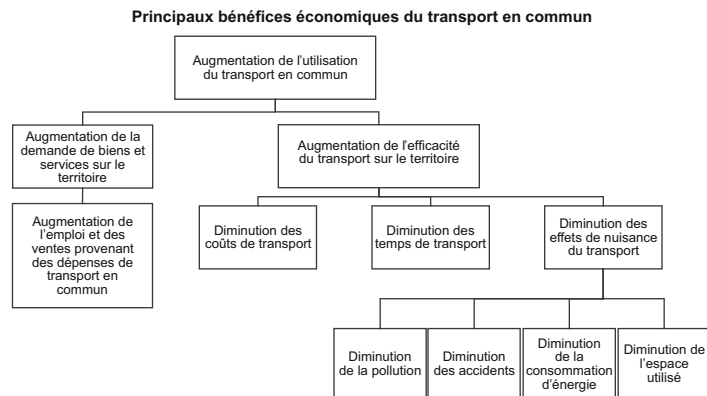 Principaux bénéfices économiques du transport en commun
Augmentation de l'utilisation
du transport en commun
Augmentation de la
demande de biens et
services sur le
territoire
Augmentation de l'efficacité
du transport sur le territoire
Augmentation de
l'emploi et des
ventes provenant
des dépenses de
transport en
commun
Diminution des
coûts de transport
Diminution des
temps de transport
Diminution des
effets de nuisance
du transport
Diminution
de la pollution
Diminution
des accidents
Diminution
de la
consommation
d'énergie
Diminution de
l'espace
utilisé